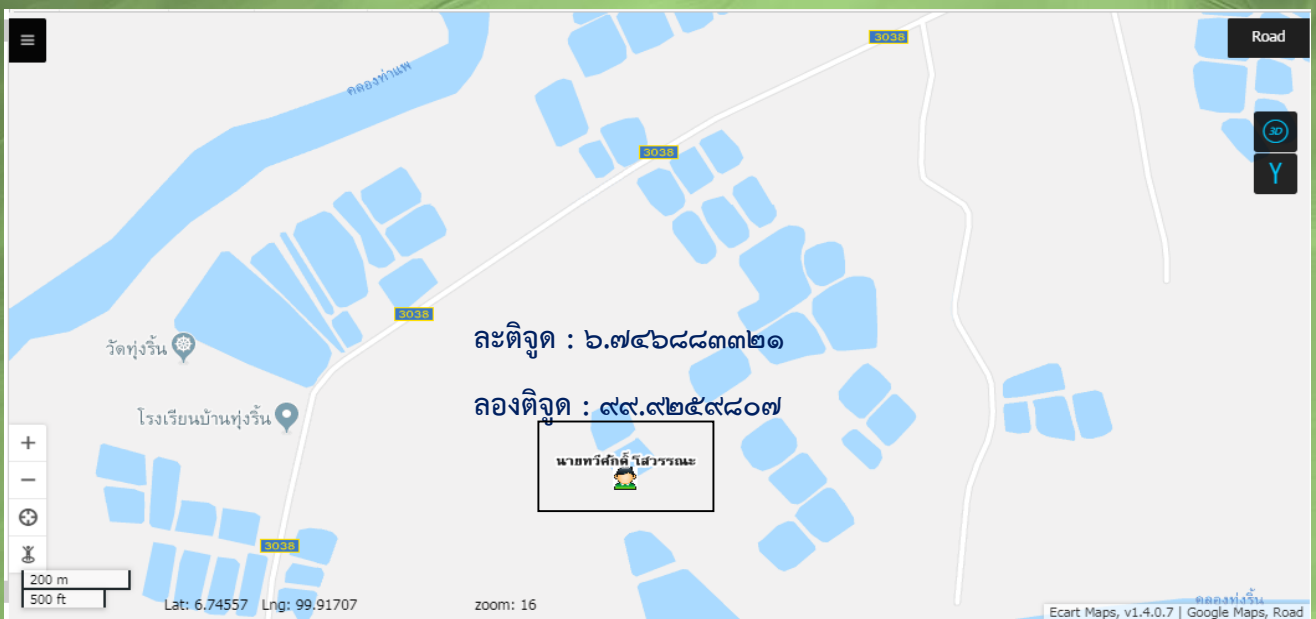 ≡
3038
Road
คลองท่าแพ
3D
3038
Y
3038
ละติจูด : ๖.๗๔๖๘๘๓๓๒๑
วัดทุ่งริ้น
ลองติจูด : ๙๙.๙๒๕๙๘๐๗
โรงเรียนบ้านทุ่งริ้น
+
นายทวีศักดิ์ โสวรรณะ
−
3038
200 m
500 ft
Lat: 6.74557 Lng: 99.91707
zoom: 16
คลองทุ่งริ้น
Ecart Maps, v1.4.0.7 | Google Maps, Road